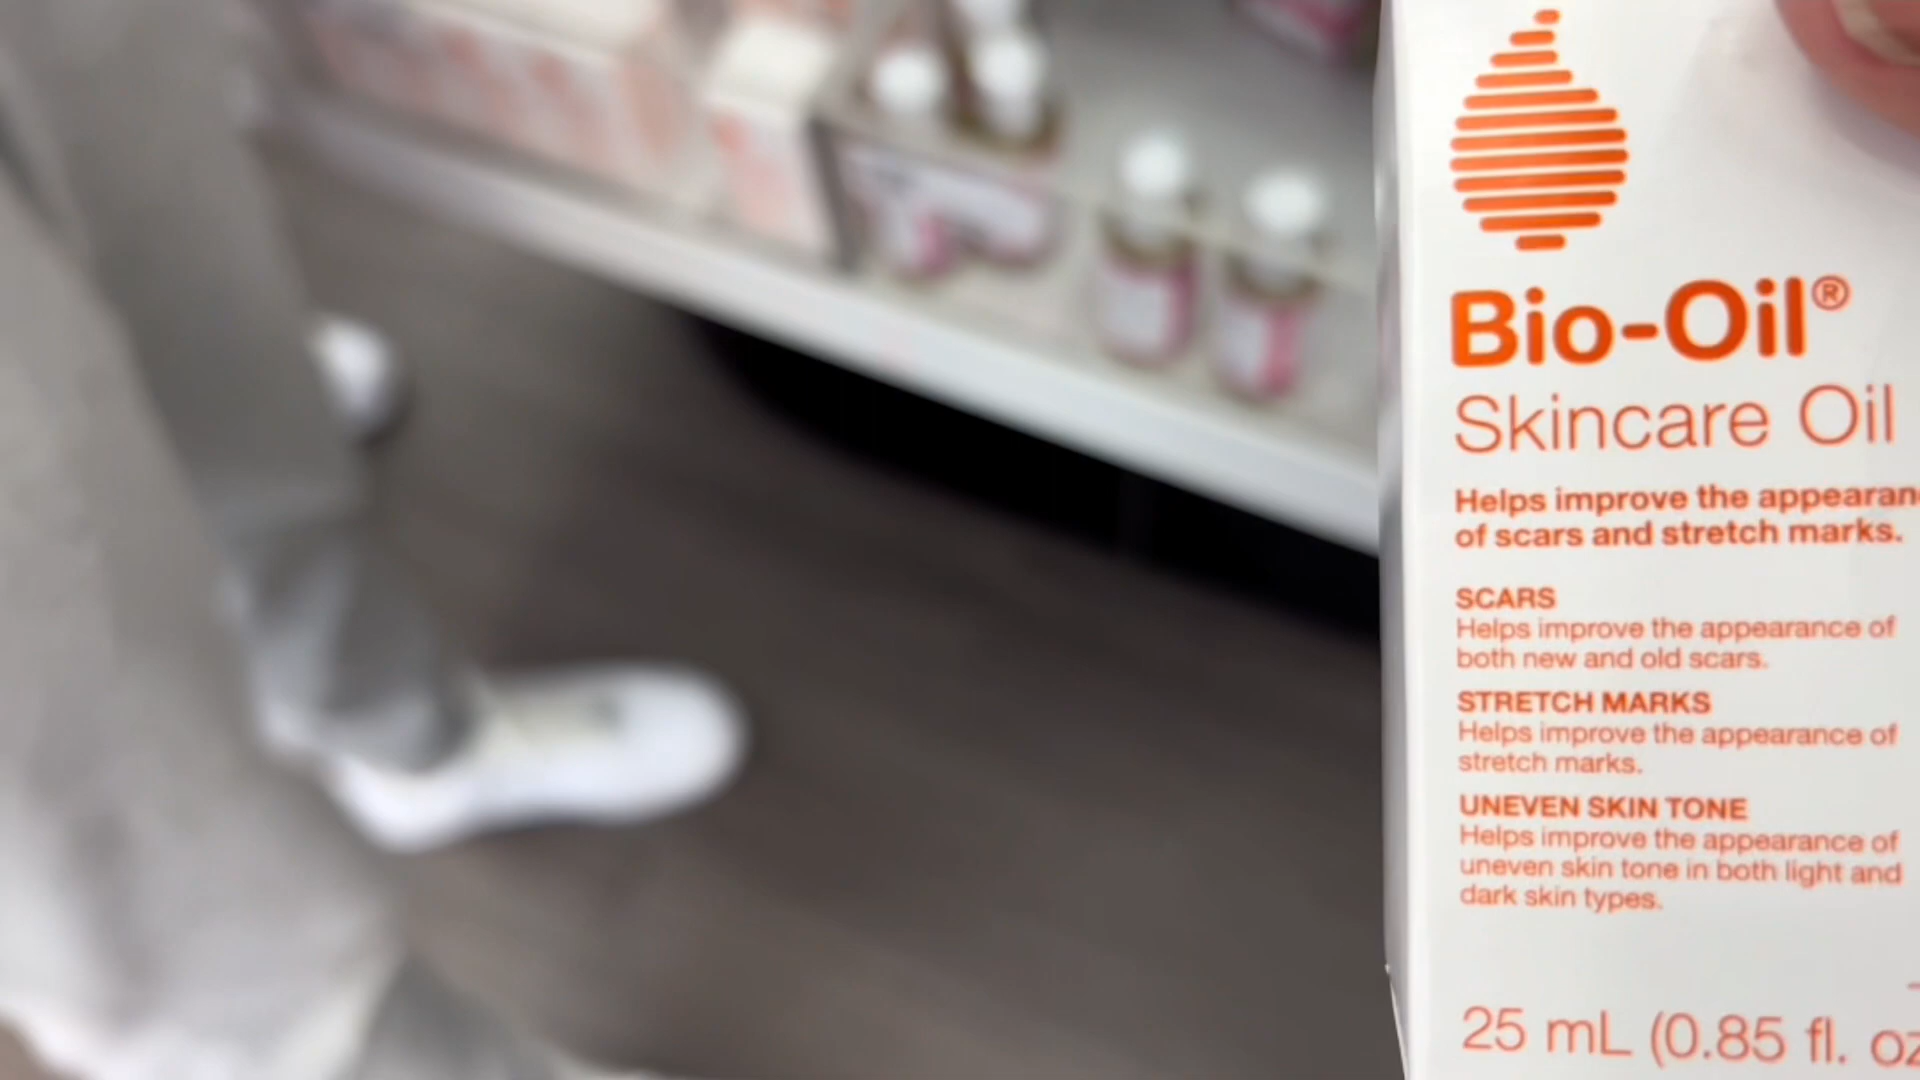 Bio-Oil®
Skincare Oil
Helps improve the appearan
of scars and stretch marks.
SCARS
Helps improve the appearance of
both new and old scars.
STRETCH MARKS
Helps improve the appearance of
stretch marks.
UNEVEN SKIN TONE
Helps improve the appearance of
uneven skin tone in both light and
dark skin types.
25 mL (0.85 fl. oz